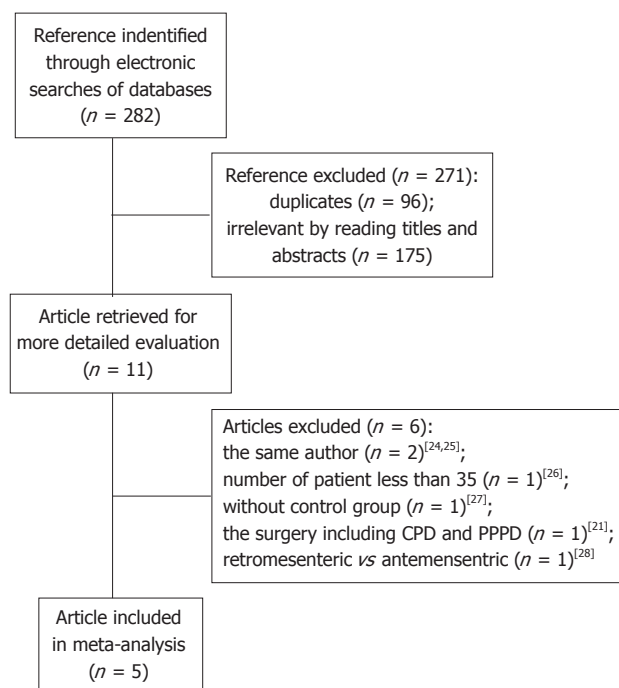 Reference indentified
through electronic
searches of databases
(n = 282)
Reference excluded (n = 271):
duplicates (n = 96);
irrelevant by reading titles and
abstracts (n = 175)
Article retrieved for
more detailed evaluation
(n = 11)
Articles excluded (n = 6):
the same author (n = 2)[24,25];
number of patient less than 35 (n = 1)[26];
without control group (n = 1)[27];
the surgery including CPD and PPPD (n = 1)[21];
retromesenteric vs antemensentric (n = 1)[28]
Article included
in meta-analysis
(n = 5)